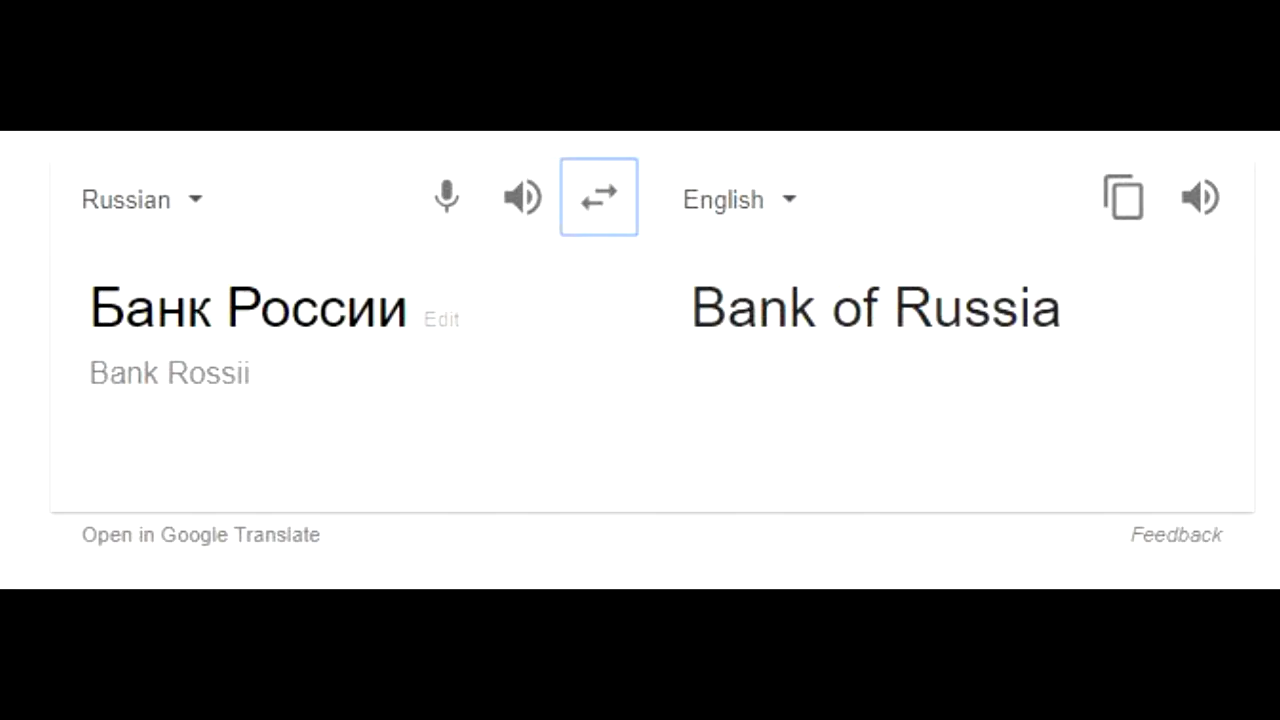 Russian English
Банк России Edit Bank of Russia
Bank Rossii
Open in Google Translate Feedback